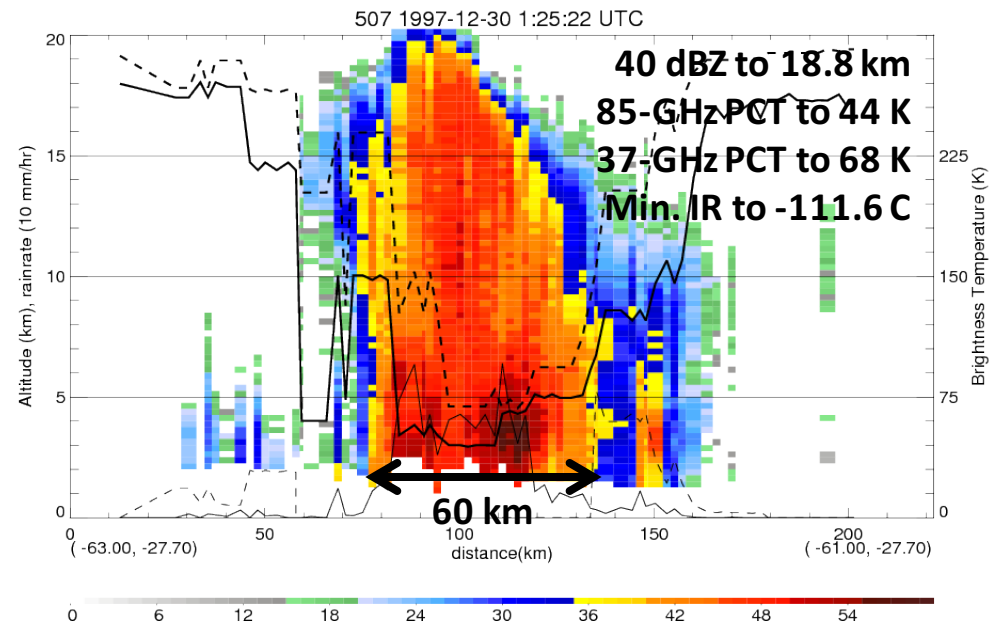 507 1997-12-30 1:25:22 UTC
40 dBZ to 18.8 km
85-GHz PCT to 44 K
37-GHz PCT to 68 K
Min. IR to -111.6 C
20
15
10
5
0
Altitude (km), rainrate (10 mm/hr)
225
150
75
0
Brightness Temperature (K)
60 km
0 50 100 150 200
distance(km)
( -63.00, -27.70)
( -61.00, -27.70)
0 6 12 18 24 30 36 42 48 54